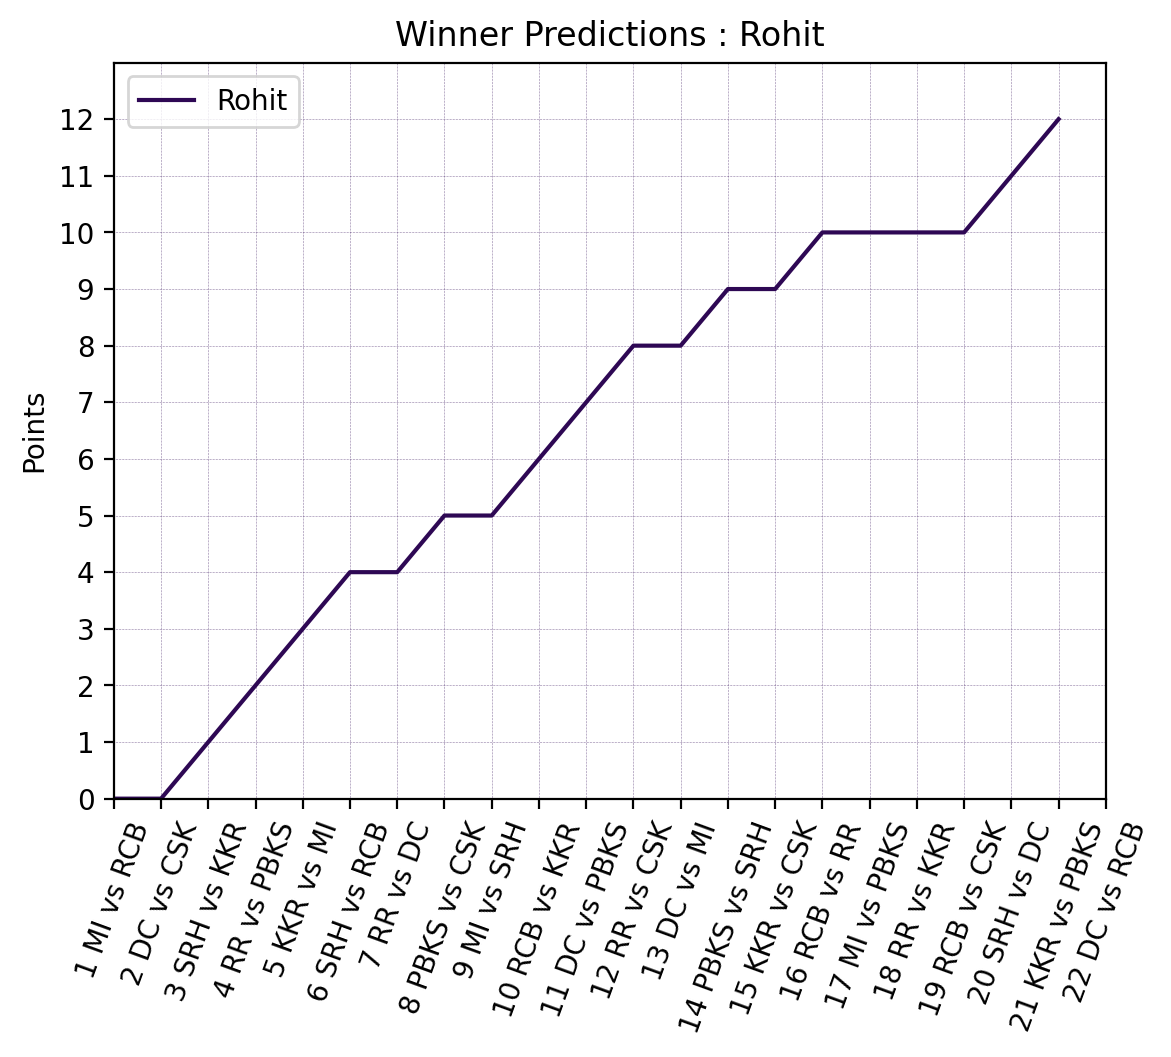 Winner Predictions : Rohit
Rohit
12
11
10
9
8
7
6
5
4
3
2
1
0
Points
1 MI vs RCB
2 DC vs CSK
3 SRH vs KKR
4 RR vs PBKS
5 KKR vs MI
6 SRH vs RCB
7 RR vs DC
8 PBKS vs CSK
9 MI vs SRH
10 RCB vs KKR
11 DC vs PBKS
12 RR vs CSK
13 DC vs MI
14 PBKS vs SRH
15 KKR vs CSK
16 RCB vs RR
17 MI vs PBKS
18 RR vs KKR
19 RCB vs CSK
20 SRH vs DC
21 KKR vs PBKS
22 DC vs RCB